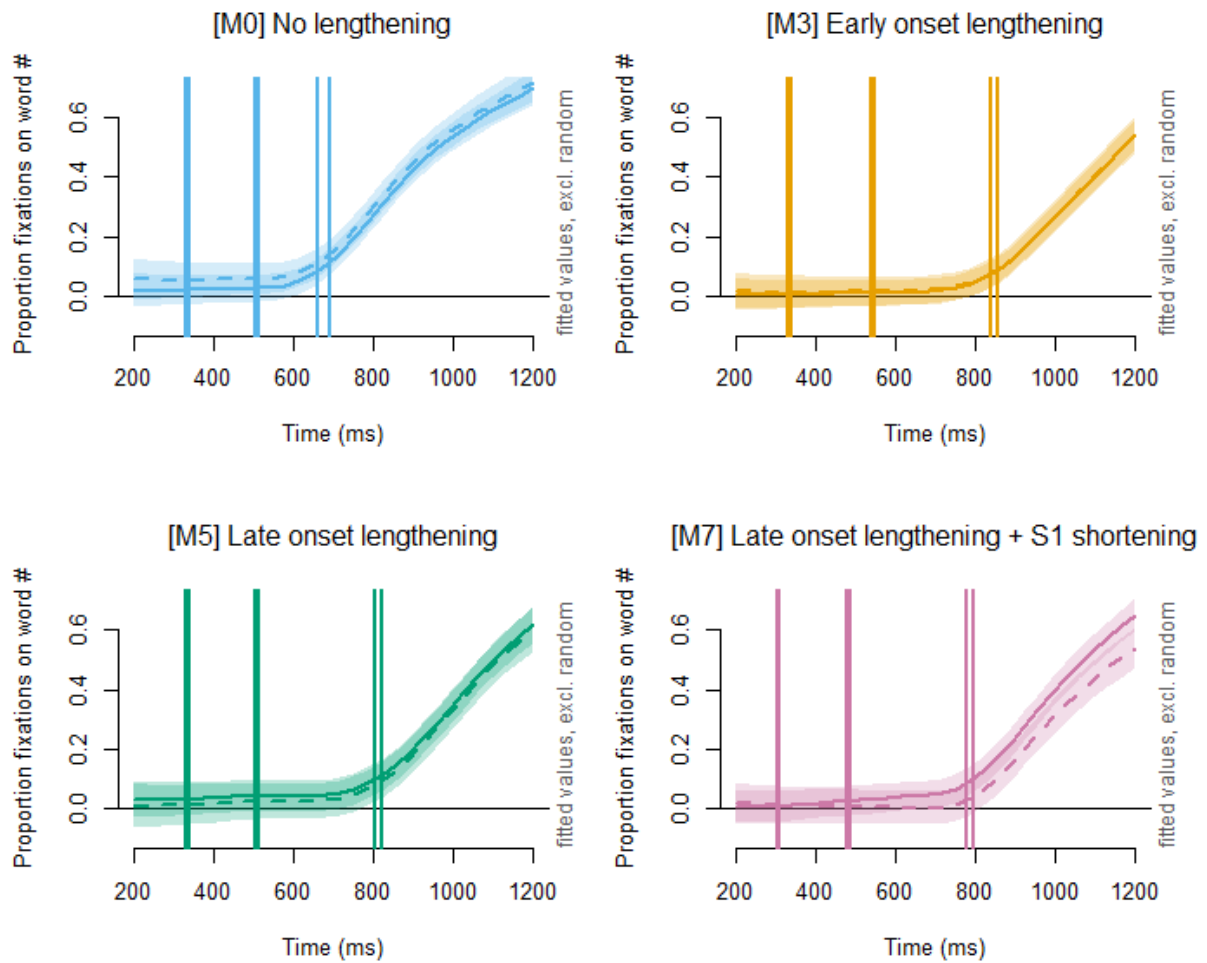 [M0] No lengthening
Proportion fixations on word #
0.0 0.2 0.4 0.6
200 400 600 800 1000 1200
Time (ms)
fitted values, excl. random
[M3] Early onset lengthening
Proportion fixations on word #
0.0 0.2 0.4 0.6
200 400 600 800 1000 1200
Time (ms)
fitted values, excl. random
[M5] Late onset lengthening
Proportion fixations on word #
0.0 0.2 0.4 0.6
200 400 600 800 1000 1200
Time (ms)
fitted values, excl. random
[M7] Late onset lengthening + S1 shortening
Proportion fixations on word #
0.0 0.2 0.4 0.6
200 400 600 800 1000 1200
Time (ms)
fitted values, excl. random